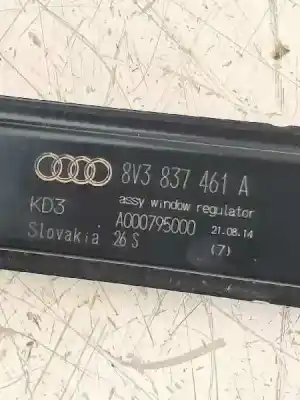 8V3 837 461 A
assy window regulator
KD3 A000795000 21.08.14
Slovakia 26 S (7)